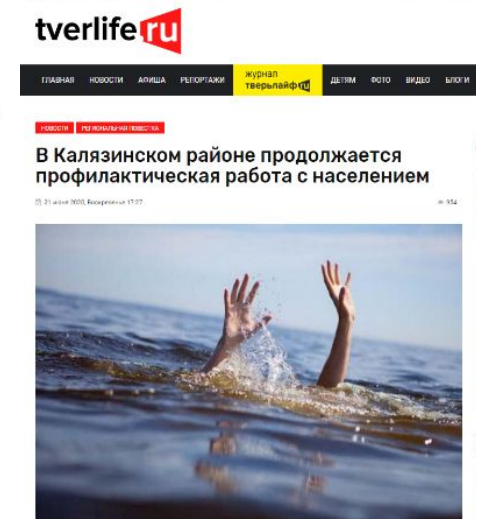 tverlife.ru
ГЛАВНАЯ НОВОСТИ АФИША РЕПОРТАЖИ журнал тверьлайф.ru ДЕТЯМ ФОТО ВИДЕО БЛОГИ
НОВОСТИ РЕГИОНАЛЬНАЯ ПОВЕСТКА
В Калязинском районе продолжается
профилактическая работа с населением
21 июня 2020, Воскресенье 17:27 934